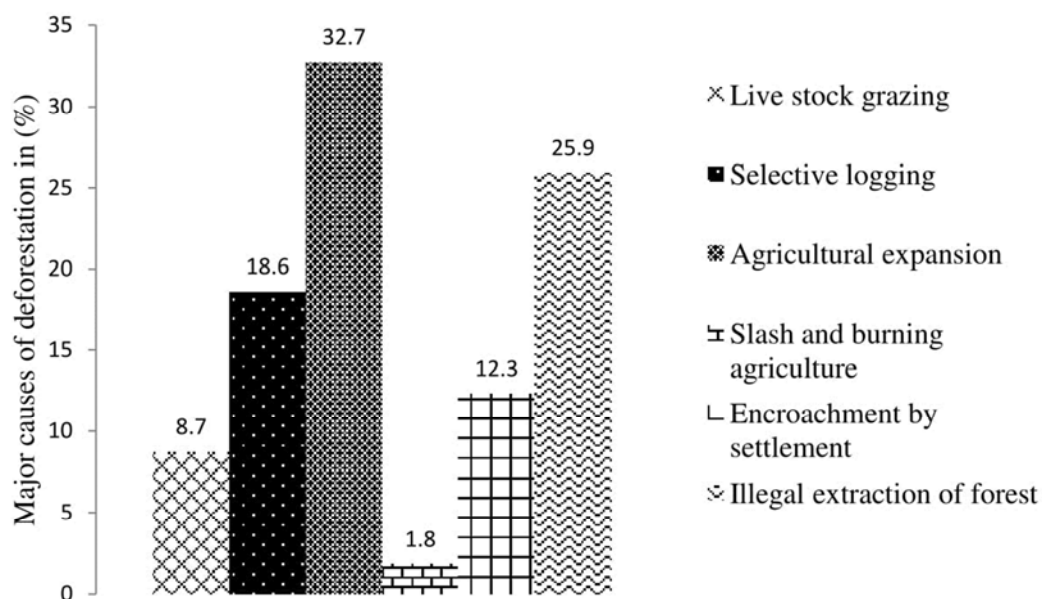 Major causes of deforestation in (%)
35
30
25
20
15
10
5
0
8.7
18.6
32.7
1.8
12.3
25.9
Live stock grazing
Selective logging
Agricultural expansion
Slash and burning
agriculture
Encroachment by
settlement
Illegal extraction of forest